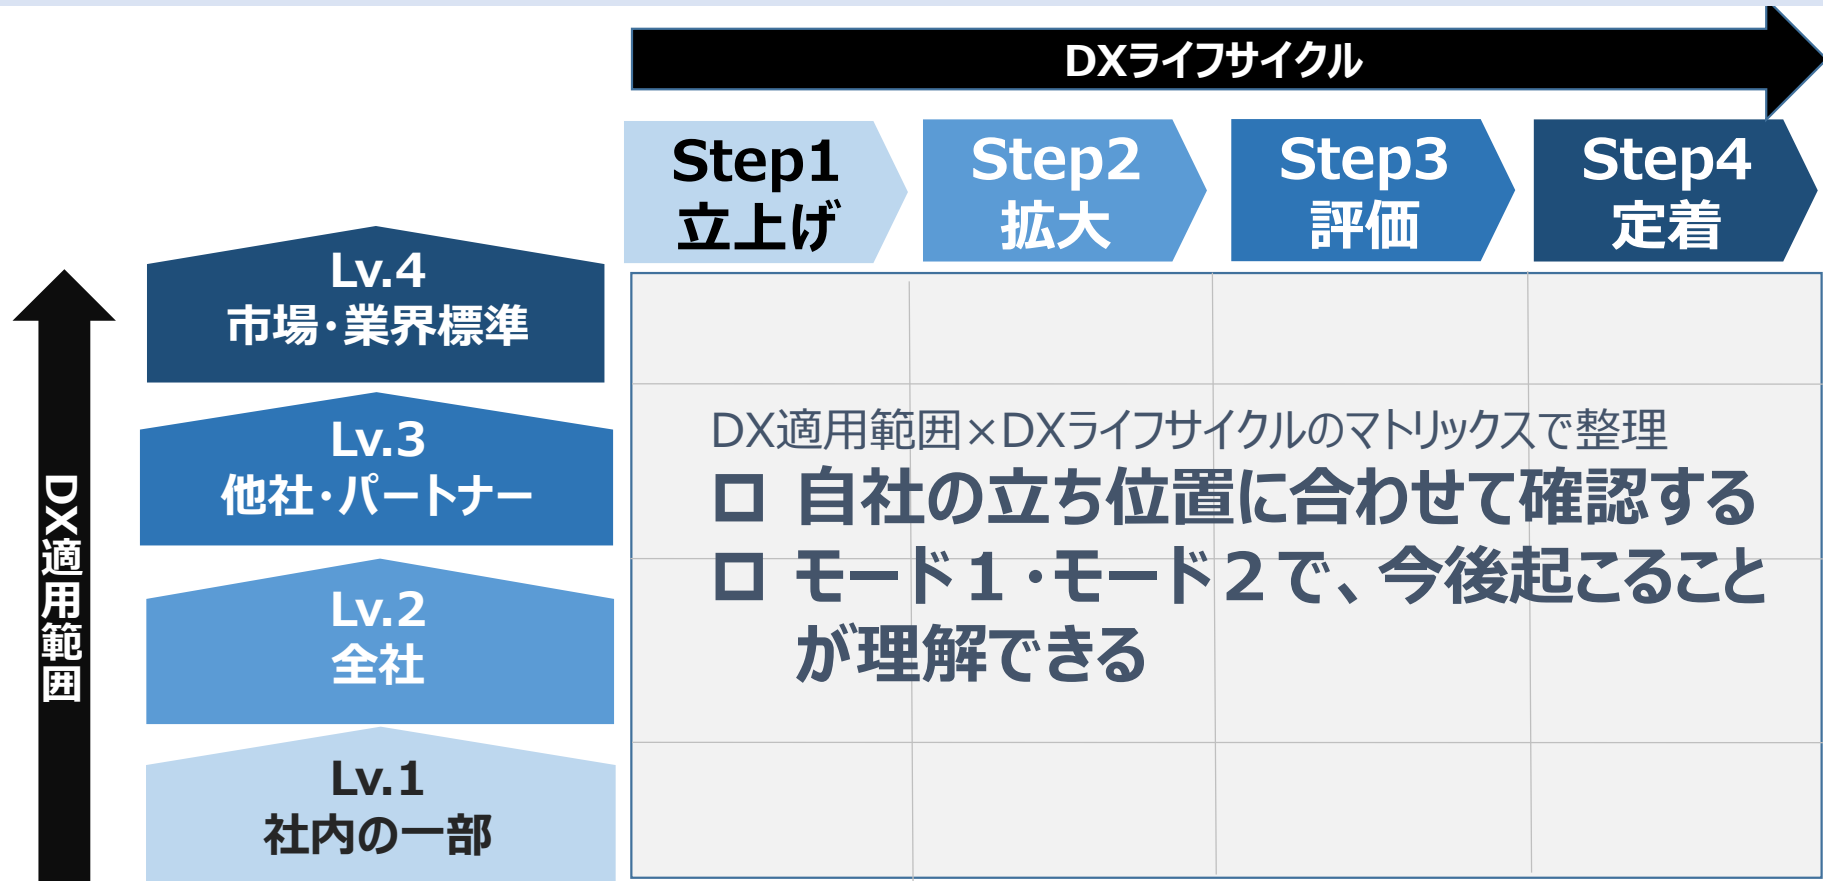 DXライフサイクル
Step1
立上げ
Step2
拡大
Step3
評価
Step4
定着
DX適用範囲
Lv.4
市場・業界標準
Lv.3
他社・パートナー
Lv.2
全社
Lv.1
社内の一部
DX適用範囲×DXライフサイクルのマトリックスで整理
ロ 自社の立ち位置に合わせて確認する
ロ モード１・モード２で、今後起こること
が理解できる